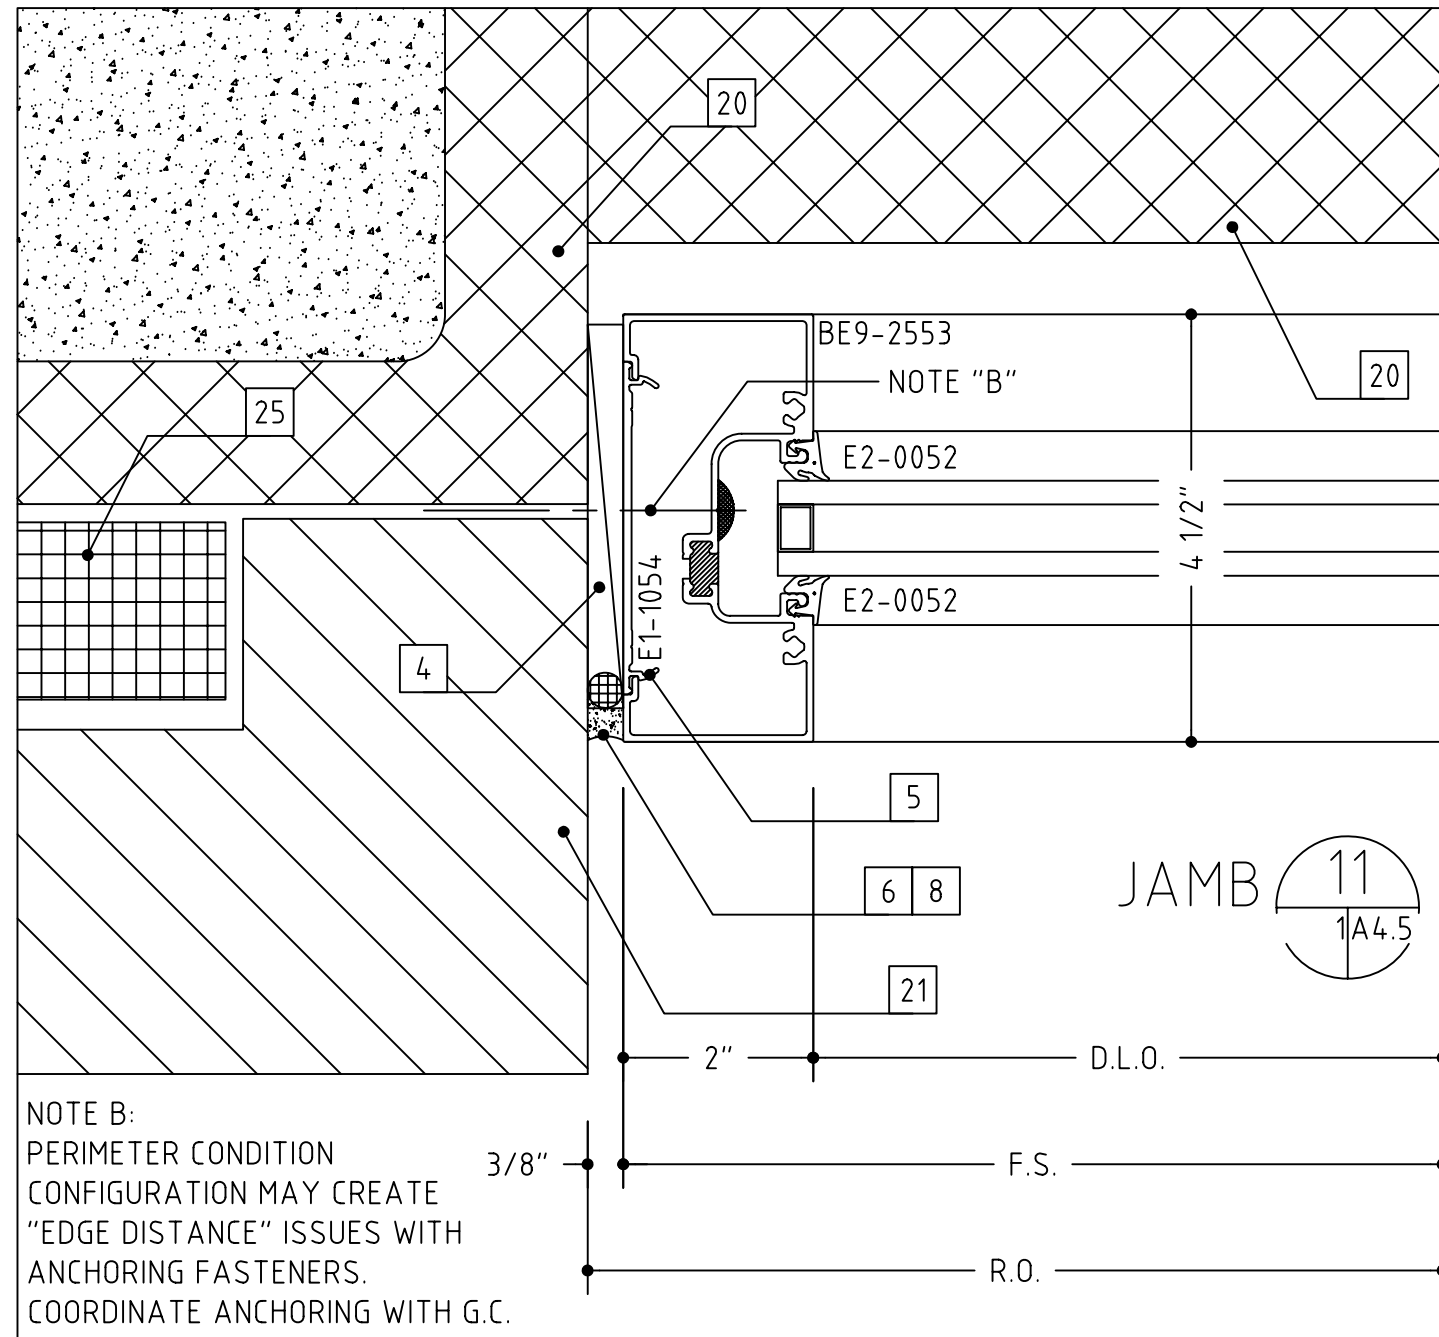 20
BE9-2553
NOTE "B"
20
25
E2-0052
4 1/2"
E1-1054
E2-0052
4
5
6 8
JAMB 11
1A4.5
21
2"
D.L.O.
NOTE B:
PERIMETER CONDITION
CONFIGURATION MAY CREATE
"EDGE DISTANCE" ISSUES WITH
ANCHORING FASTENERS.
COORDINATE ANCHORING WITH G.C.
3/8"
F.S.
R.O.